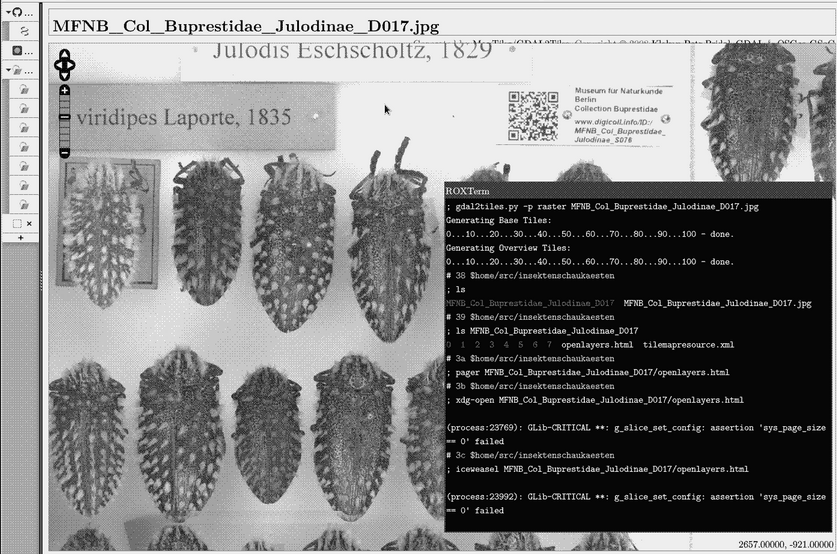 MFNB_Col_Buprestidae_Julodinae_D017.jpg
Julodis Eschscholtz, 1829
viridipes Laporte, 1835
Museum fur Naturkunde
Berlin
Collection Buprestidae
www.digicoll.info/ID:/
MFNB_Col_Buprestidae_
Julodinae_S076
ROXTerm
; gdal2tiles.py -p raster MFNB_Col_Buprestidae_Julodinae_D017.jpg
Generating Base Tiles:
0...10...20...30...40...50...60...70...80...90...100 - done.
Generating Overview Tiles:
0...10...20...30...40...50...60...70...80...90...100 - done.
# 38 $home/src/insektenschaukaesten
; ls
MFNB_Col_Buprestidae_Julodinae_D017 MFNB_Col_Buprestidae_Julodinae_D017.jpg
# 39 $home/src/insektenschaukaesten
; ls MFNB_Col_Buprestidae_Julodinae_D017
0 1 2 3 4 5 6 7 openlayers.html tilemapresource.xml
# 3a $home/src/insektenschaukaesten
; pager MFNB_Col_Buprestidae_Julodinae_D017/openlayers.html
# 3b $home/src/insektenschaukaesten
; xdg-open MFNB_Col_Buprestidae_Julodinae_D017/openlayers.html
(process:23769): GLib-CRITICAL **: g_slice_set_config: assertion 'sys_page_size
== 0' failed
# 3c $home/src/insektenschaukaesten
; iceweasel MFNB_Col_Buprestidae_Julodinae_D017/openlayers.html
(process:23992): GLib-CRITICAL **: g_slice_set_config: assertion 'sys_page_size
== 0' failed
2657.00000, -921.00000